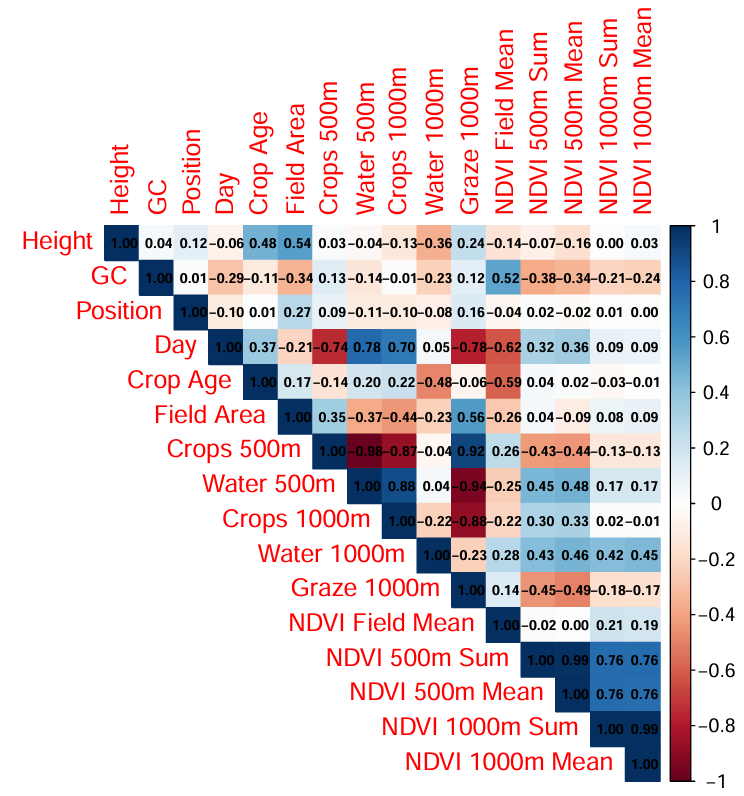 Height GC Position Day Crop Age Field Area Crops 500m Water 500m Crops 1000m Water 1000m Graze 1000m NDVI Field Mean NDVI 500m Sum NDVI 500m Mean NDVI 1000m Sum NDVI 1000m Mean
Height 1.00 0.04 0.12 −0.06 0.48 0.54 0.03 −0.04 −0.13 −0.36 0.24 −0.14 −0.07 −0.16 0.00 0.03
GC 1.00 0.01 −0.29 −0.11 −0.34 0.13 −0.14 −0.01 −0.23 0.12 0.52 −0.38 −0.34 −0.21 −0.24
Position 1.00 −0.10 0.01 0.27 0.09 −0.11 −0.10 −0.08 0.16 −0.04 0.02 −0.02 0.01 0.00
Day 1.00 0.37 −0.21 −0.74 0.78 0.70 0.05 −0.78 −0.62 0.32 0.36 0.09 0.09
Crop Age 1.00 0.17 −0.14 0.20 0.22 −0.48 −0.06 −0.59 0.04 0.02 −0.03 −0.01
Field Area 1.00 0.35 −0.37 −0.44 −0.23 0.56 −0.26 0.04 −0.09 0.08 0.09
Crops 500m 1.00 −0.98 −0.87 −0.04 0.92 0.26 −0.43 −0.44 −0.13 −0.13
Water 500m 1.00 0.88 0.04 −0.94 −0.25 0.45 0.48 0.17 0.17
Crops 1000m 1.00 −0.22 −0.88 −0.22 0.30 0.33 0.02 −0.01
Water 1000m 1.00 −0.23 0.28 0.43 0.46 0.42 0.45
Graze 1000m 1.00 0.14 −0.45 −0.49 −0.18 −0.17
NDVI Field Mean 1.00 −0.02 0.00 0.21 0.19
NDVI 500m Sum 1.00 0.99 0.76 0.76
NDVI 500m Mean 1.00 0.76 0.76
NDVI 1000m Sum 1.00 0.99
NDVI 1000m Mean 1.00
1
0.8
0.6
0.4
0.2
0
−0.2
−0.4
−0.6
−0.8
−1